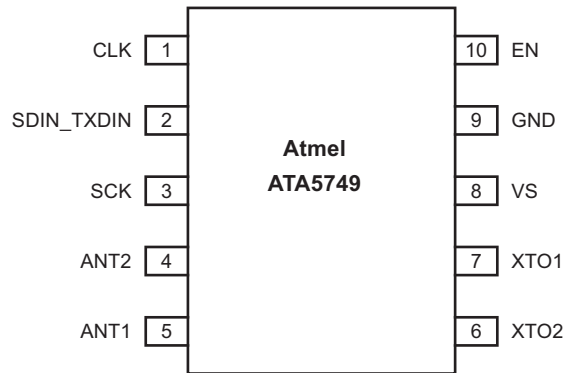 CLK 1
SDIN_TXDIN 2
SCK 3
ANT2 4
ANT1 5
Atmel
ATA5749
10 EN
9 GND
8 VS
7 XTO1
6 XTO2